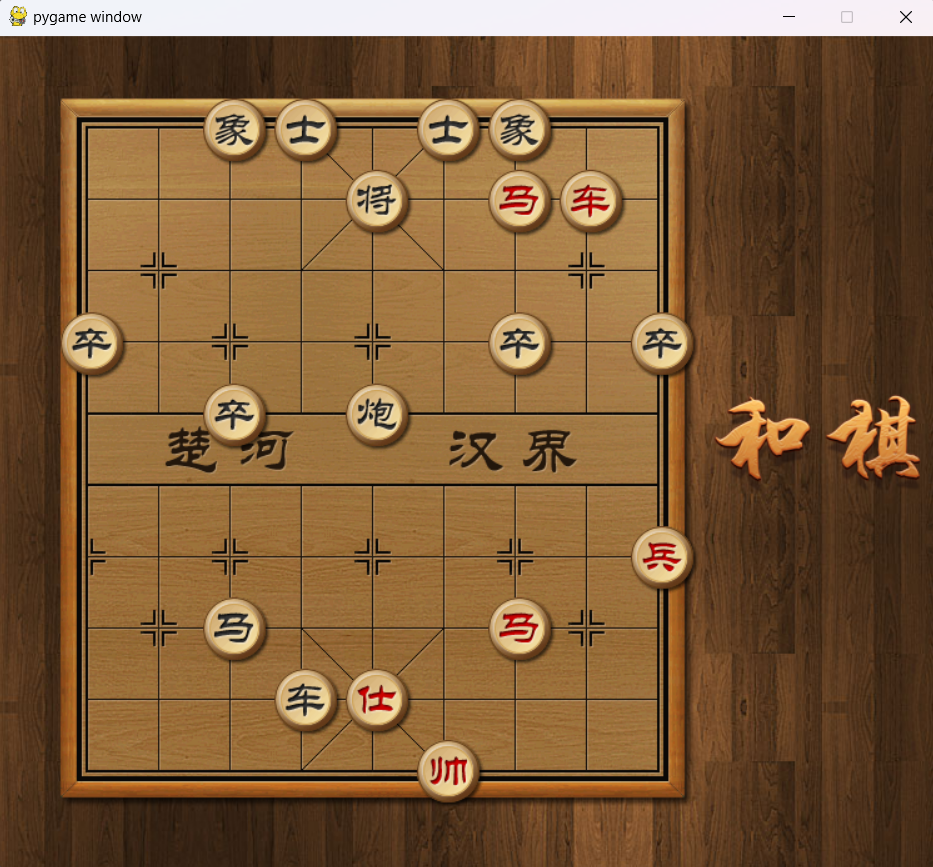 pygame window
象 士 士 象
将 马 车
卒 卒 卒
卒 炮
楚河 汉界
和棋
兵
马 马
车 仕
帅